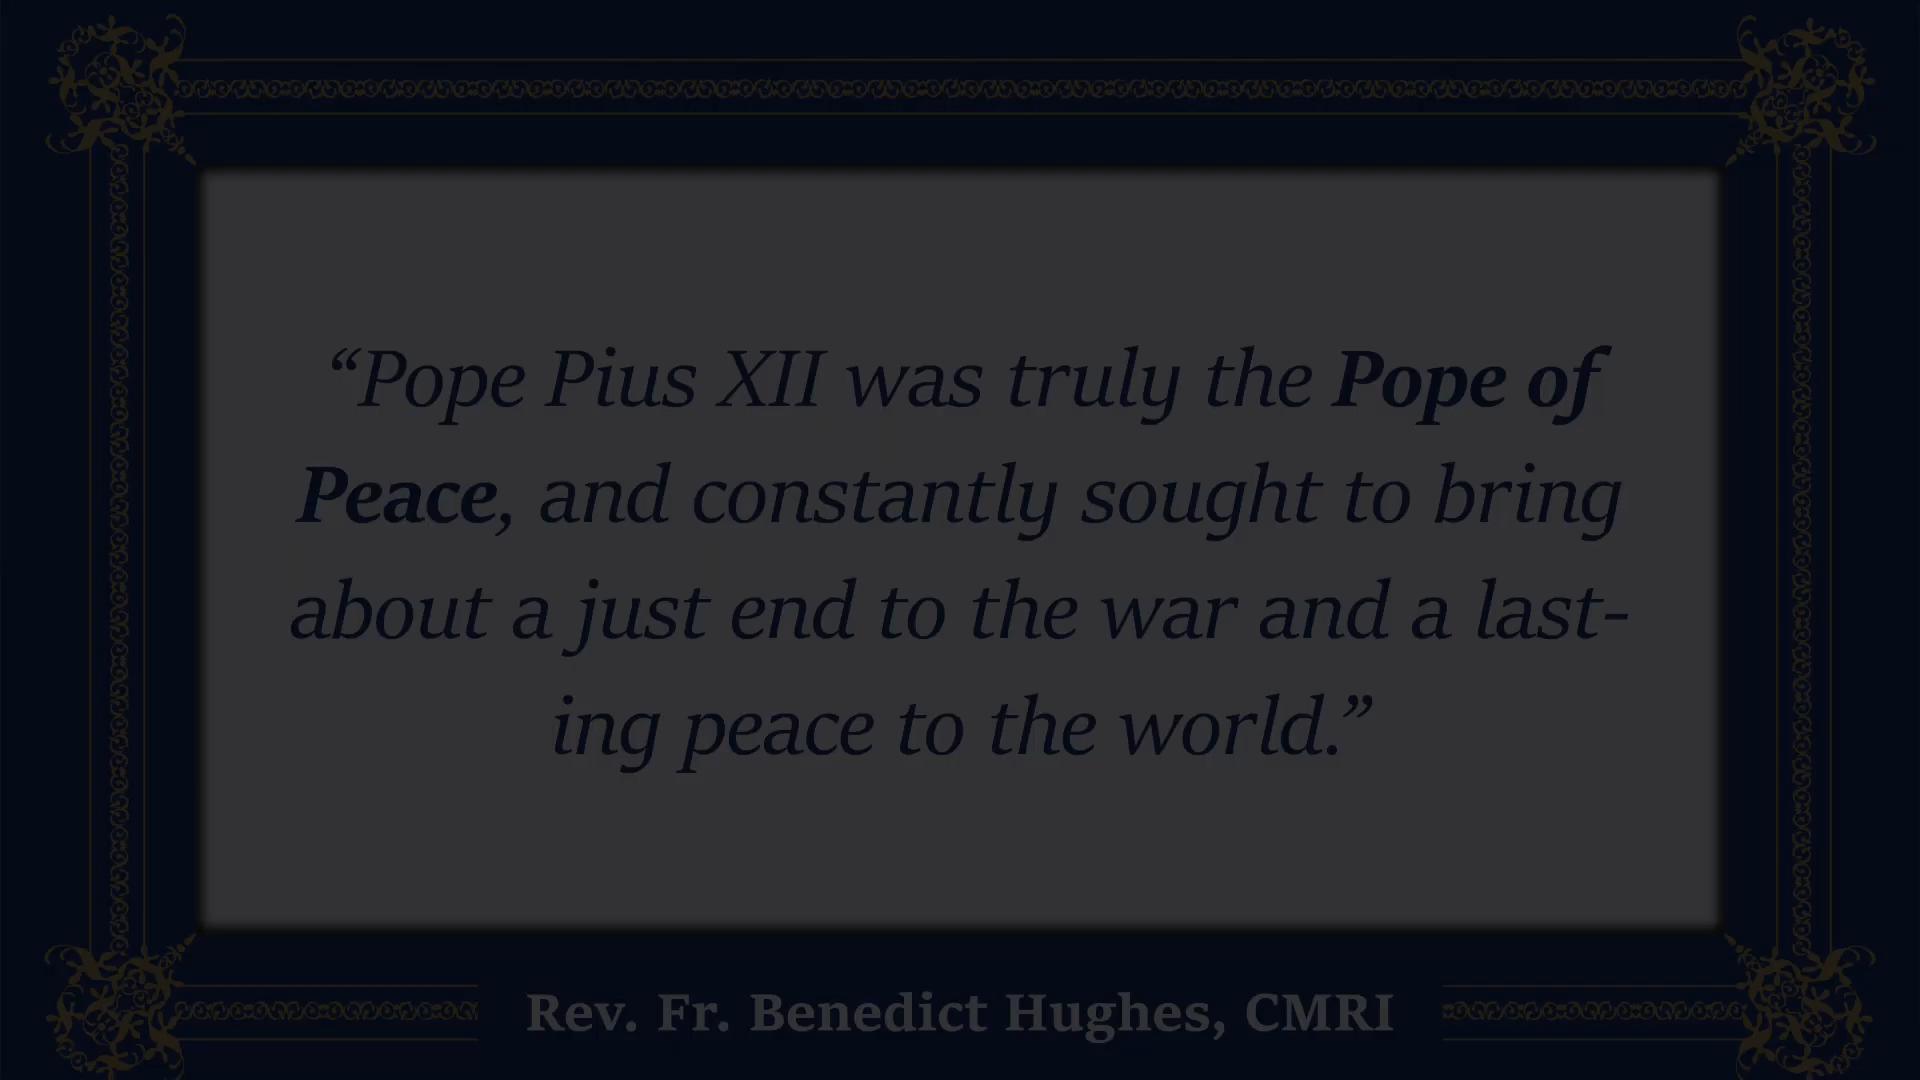 “Pope Pius XII was truly the Pope of
Peace, and constantly sought to bring
about a just end to the war and a last-
ing peace to the world.”
Rev. Fr. Benedict Hughes, CMRI